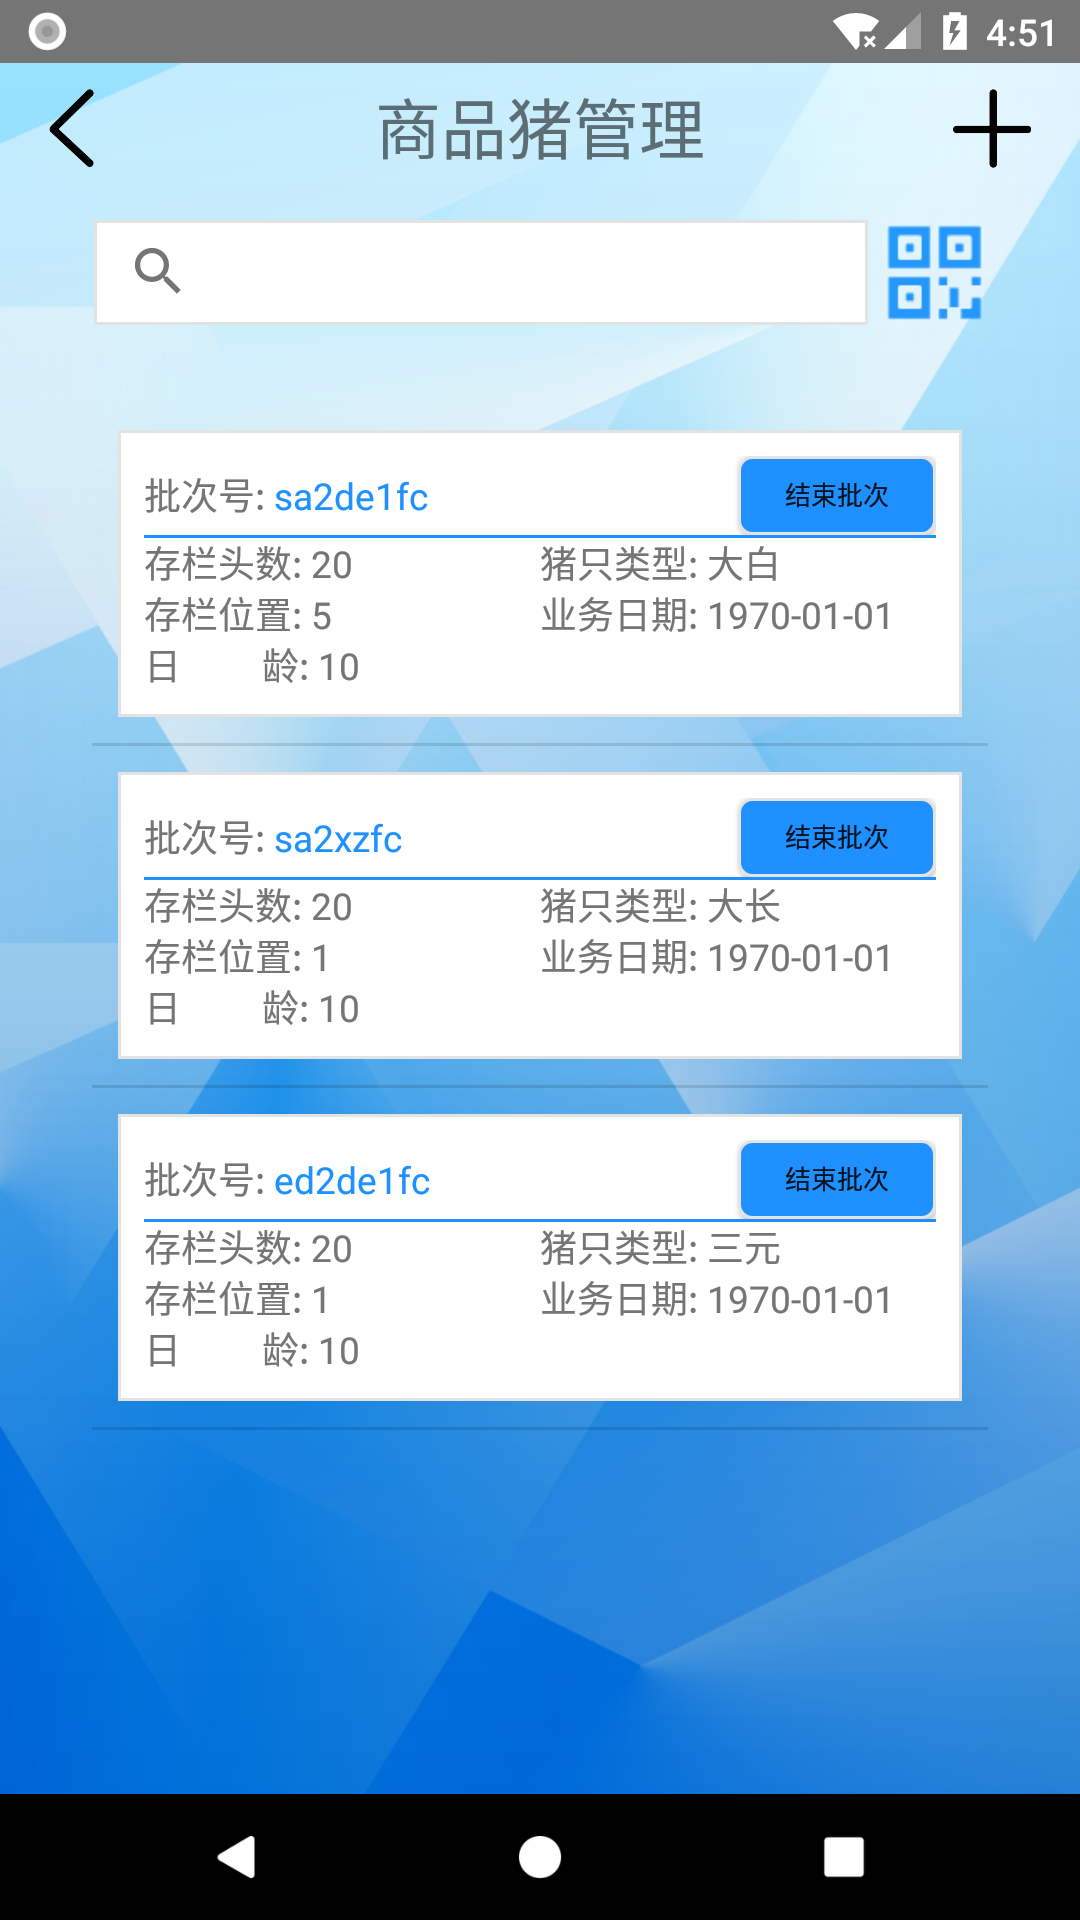 4:51
商品猪管理
批次号: sa2de1fc 结束批次
存栏头数: 20 猪只类型: 大白
存栏位置: 5 业务日期: 1970-01-01
日 龄: 10
批次号: sa2xzfc 结束批次
存栏头数: 20 猪只类型: 大长
存栏位置: 1 业务日期: 1970-01-01
日 龄: 10
批次号: ed2de1fc 结束批次
存栏头数: 20 猪只类型: 三元
存栏位置: 1 业务日期: 1970-01-01
日 龄: 10